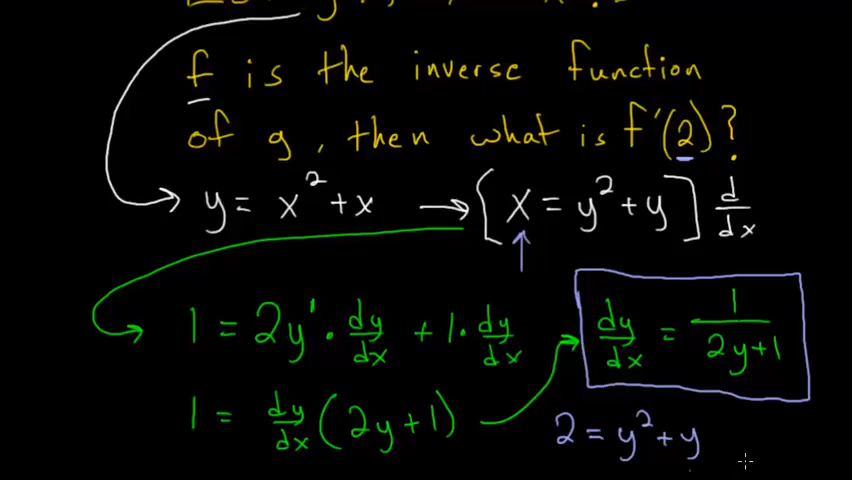 f is the inverse function
of g, then what is f'(2)?
y = x² + x → [x = y² + y] d/dx
1 = 2y¹ · dy/dx + 1 · dy/dx
dy/dx = 1/(2y+1)
1 = dy/dx (2y+1)
2 = y² + y